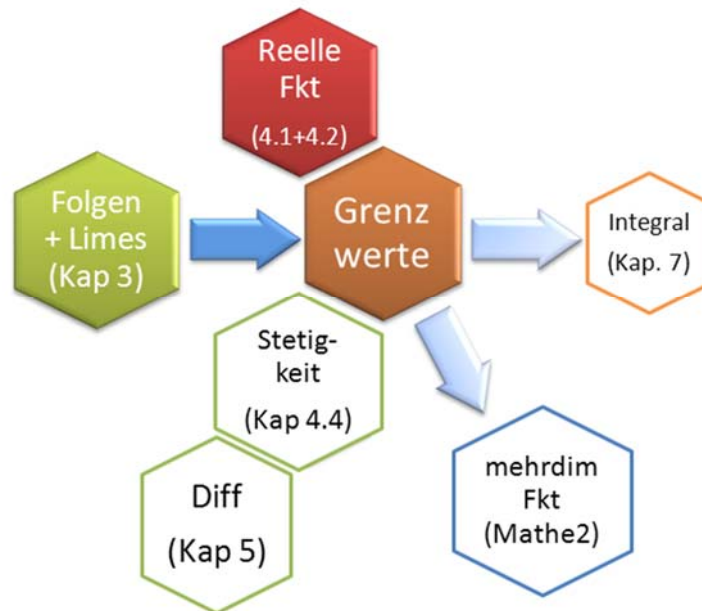 Reelle
Fkt
(4.1+4.2)
Folgen
+ Limes
(Kap 3)
Grenz
werte
Integral
(Kap. 7)
Stetig-
keit
(Kap 4.4)
Diff
(Kap 5)
mehrdim
Fkt
(Mathe2)